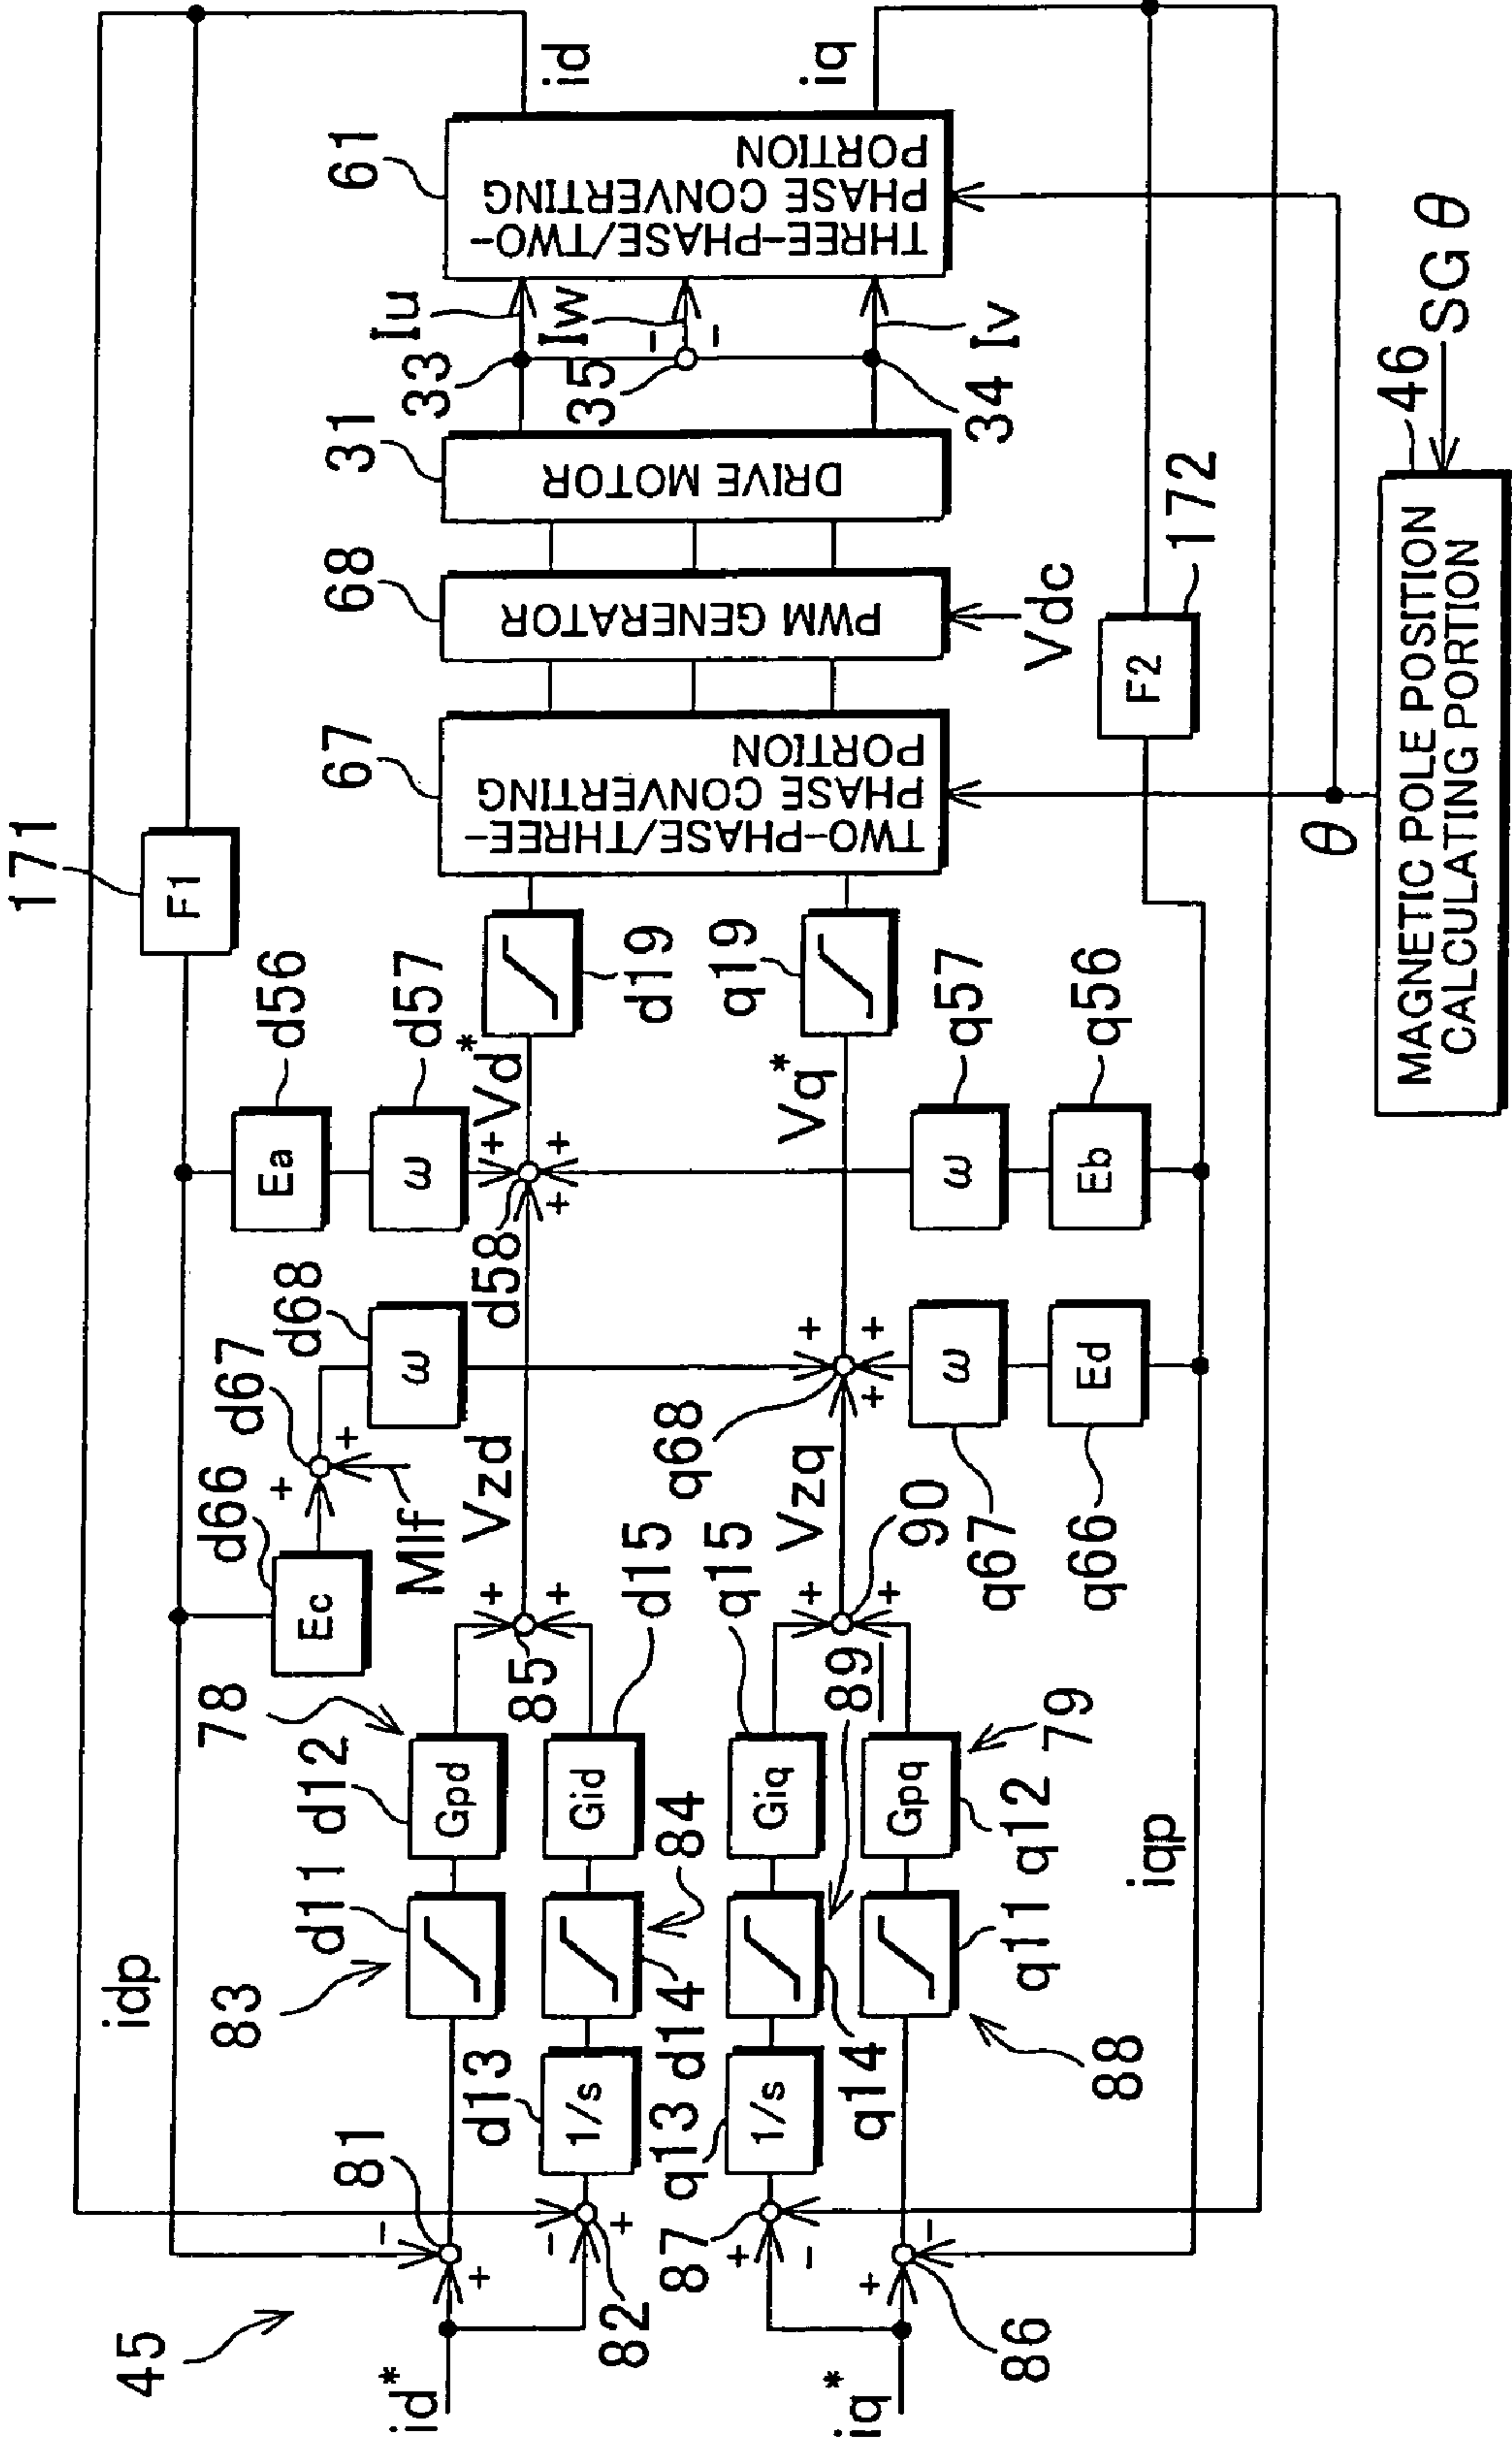 45
id*
iq*
81
82
87
86
+
-
-
+
+
-
+
-
idp
iqp
83
d11
d12
78
Gpd
d13
1/s
d14
84
Gid
d15
85
+
+
q13
1/s
q14
89
Giq
q15
88
q11
q12
79
Gpq
90
+
+
Vzd
Vzq
d66
Ec
d67
+
+
MIf
d68
ω
q68
+
+
+
q67
ω
q66
Ed
d56
Ea
d57
ω
d58
+
+
+
q57
ω
q56
Eb
Vd*
Vq*
d19
q19
171
F1
172
F2
67
TWO-PHASE/THREE-
PHASE CONVERTING
PORTION
68
PWM GENERATOR
Vdc
31
DRIVE MOTOR
33
35
34
Iu
Iw
Iv
-
-
61
THREE-PHASE/TWO-
PHASE CONVERTING
PORTION
id
iq
θ
46
SG θ
MAGNETIC POLE POSITION
CALCULATING PORTION